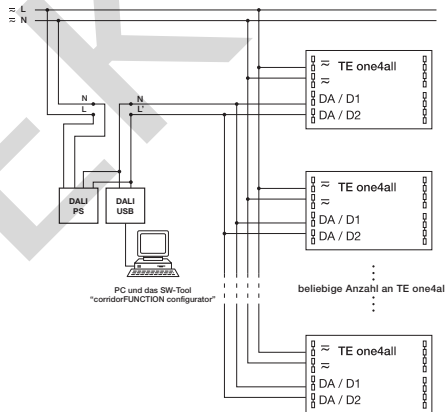 ≂ L
≂ N
≂ TE one4all
≂
DA / D1
DA / D2
N
L
N
L'
DALI
PS
DALI
USB
PC und das SW-Tool
"corridorFUNCTION configurator"
≂ TE one4all
≂
DA / D1
DA / D2
beliebige Anzahl an TE one4al
≂ TE one4all
≂
DA / D1
DA / D2